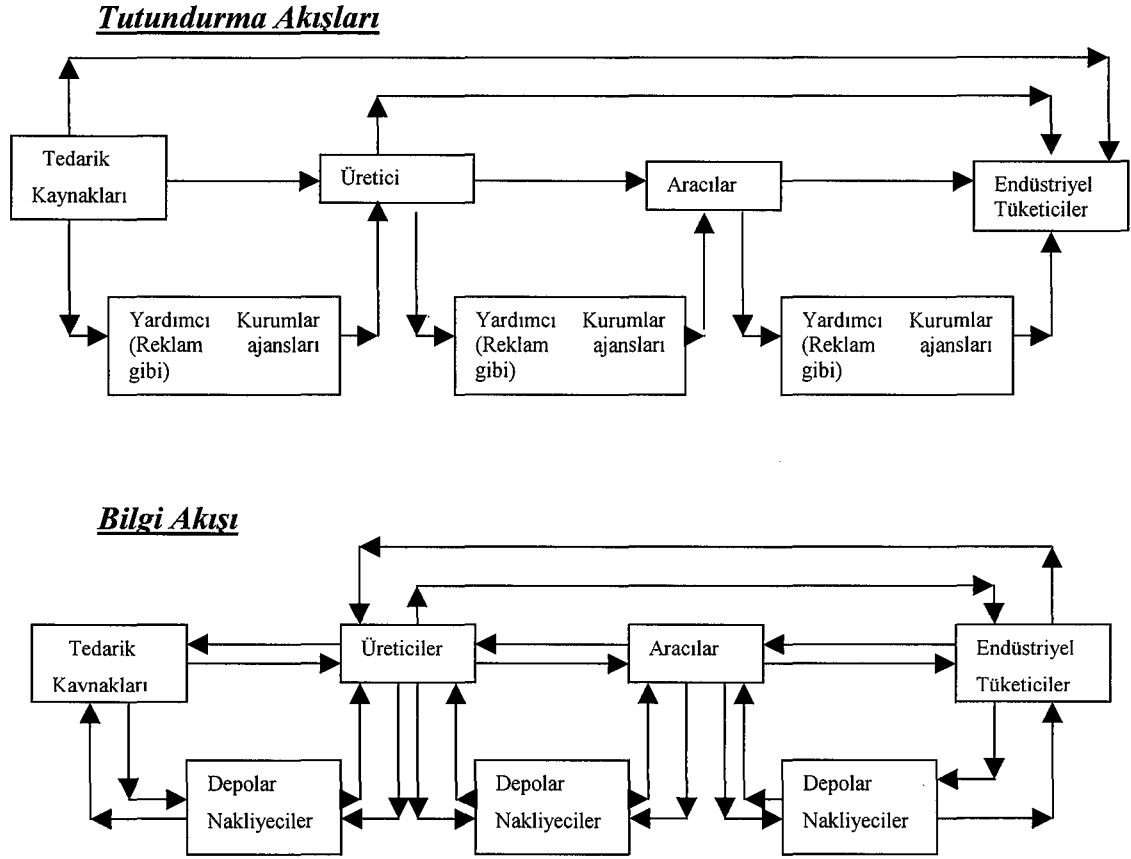 Tutundurma Akışları
Tedarik
Kaynakları
Üretici
Aracılar
Endüstriyel
Tüketiciler
Yardımcı Kurumlar
(Reklam ajansları
gibi)
Yardımcı Kurumlar
(Reklam ajansları
gibi)
Yardımcı Kurumlar
(Reklam ajansları
gibi)
Bilgi Akışı
Tedarik
Kaynakları
Üreticiler
Aracılar
Endüstriyel
Tüketiciler
Depolar
Nakliyeciler
Depolar
Nakliyeciler
Depolar
Nakliyeciler